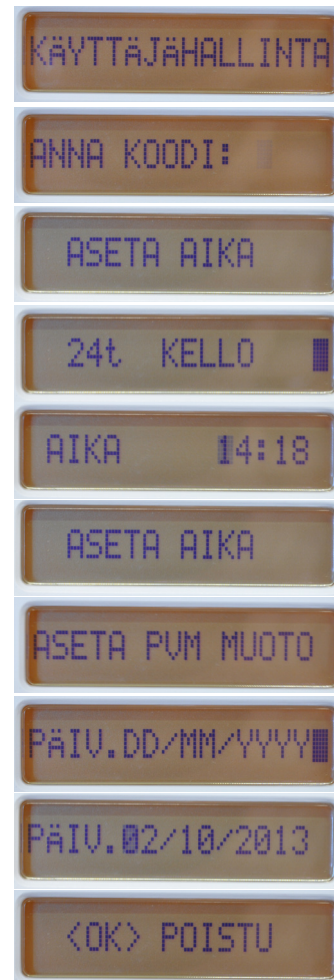 KÄYTTÄJÄHALLINTA
ANNA KOODI:
ASETA AIKA
24t KELLO
AIKA 14:18
ASETA AIKA
ASETA PVM MUOTO
PÄIV.DD/MM/YYYY
PÄIV.02/10/2013
<OK> POISTU